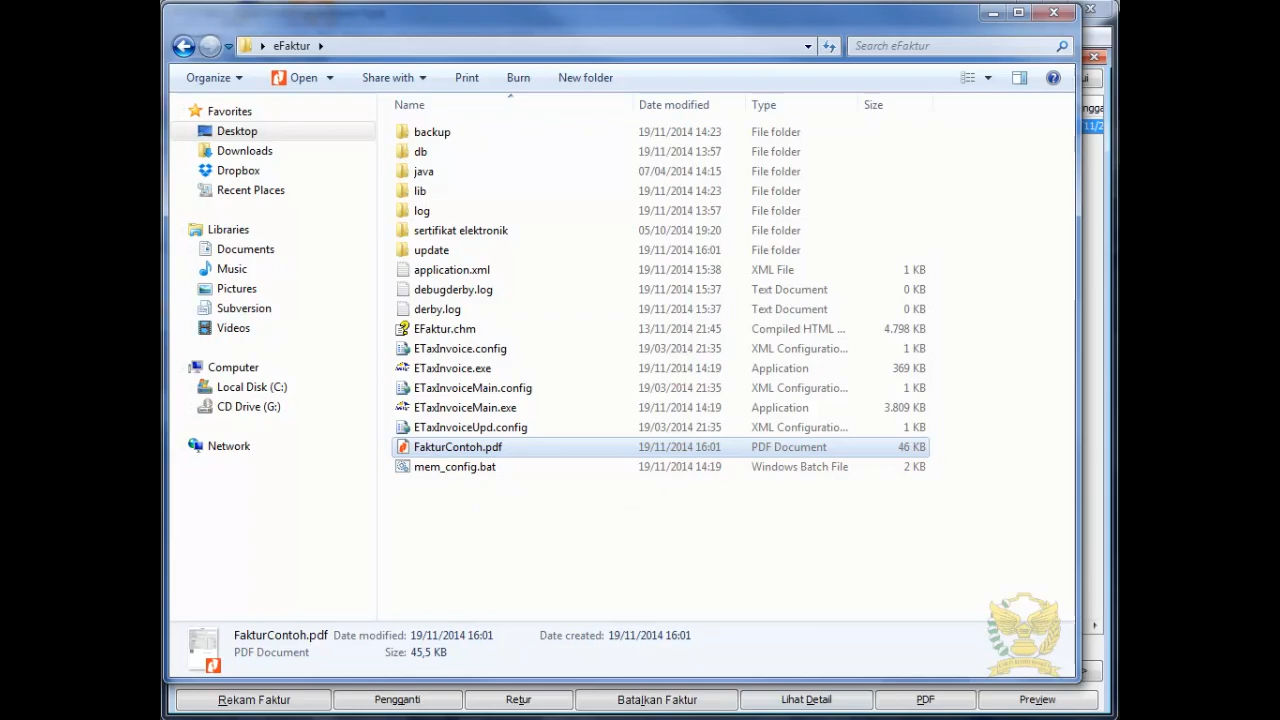 eFaktur
Search eFaktur
Organize Open Share with Print Burn New folder
Name Date modified Type Size
Favorites
Desktop
Downloads
Dropbox
Recent Places
Libraries
Documents
Music
Pictures
Subversion
Videos
Computer
Local Disk (C:)
CD Drive (G:)
Network
backup 19/11/2014 14:23 File folder
db 19/11/2014 13:57 File folder
java 07/04/2014 14:15 File folder
lib 19/11/2014 14:23 File folder
log 19/11/2014 13:57 File folder
sertifikat elektronik 05/10/2014 19:20 File folder
update 19/11/2014 16:01 File folder
application.xml 19/11/2014 15:38 XML File 1 KB
debugderby.log 19/11/2014 15:37 Text Document 0 KB
derby.log 19/11/2014 15:37 Text Document 0 KB
EFaktur.chm 13/11/2014 21:45 Compiled HTML ... 4.798 KB
ETaxInvoice.config 19/03/2014 21:35 XML Configuratio... 1 KB
ETaxInvoice.exe 19/11/2014 14:19 Application 369 KB
ETaxInvoiceMain.config 19/03/2014 21:35 XML Configuratio... 1 KB
ETaxInvoiceMain.exe 19/11/2014 14:19 Application 3.809 KB
ETaxInvoiceUpd.config 19/03/2014 21:35 XML Configuratio... 1 KB
FakturContoh.pdf 19/11/2014 16:01 PDF Document 46 KB
mem_config.bat 19/11/2014 14:19 Windows Batch File 2 KB
FakturContoh.pdf Date modified: 19/11/2014 16:01 Date created: 19/11/2014 16:01
PDF Document Size: 45,5 KB
Rekam Faktur Pengganti Retur Batalkan Faktur Lihat Detail PDF Preview